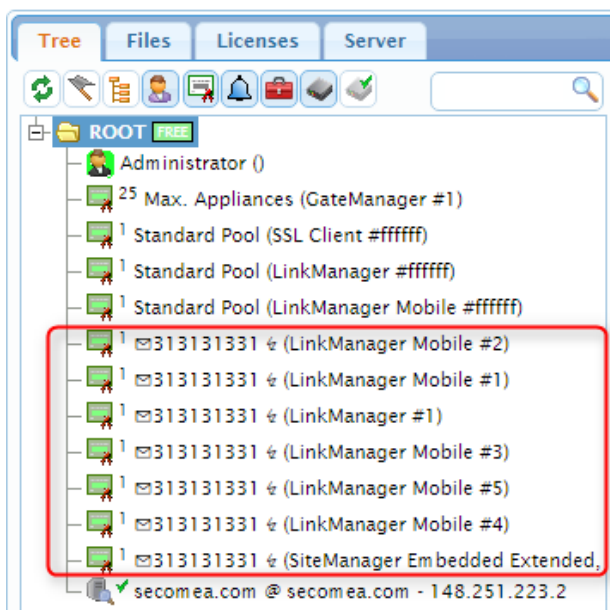 Tree Files Licenses Server
ROOT FREE
Administrator ()
25 Max. Appliances (GateManager #1)
1 Standard Pool (SSL Client #ffffff)
1 Standard Pool (LinkManager #ffffff)
1 Standard Pool (LinkManager Mobile #ffffff)
1 313131331 (LinkManager Mobile #2)
1 313131331 (LinkManager Mobile #1)
1 313131331 (LinkManager #1)
1 313131331 (LinkManager Mobile #3)
1 313131331 (LinkManager Mobile #5)
1 313131331 (LinkManager Mobile #4)
1 313131331 (SiteManager Embedded Extended,
secomea.com @ secomea.com - 148.251.223.2